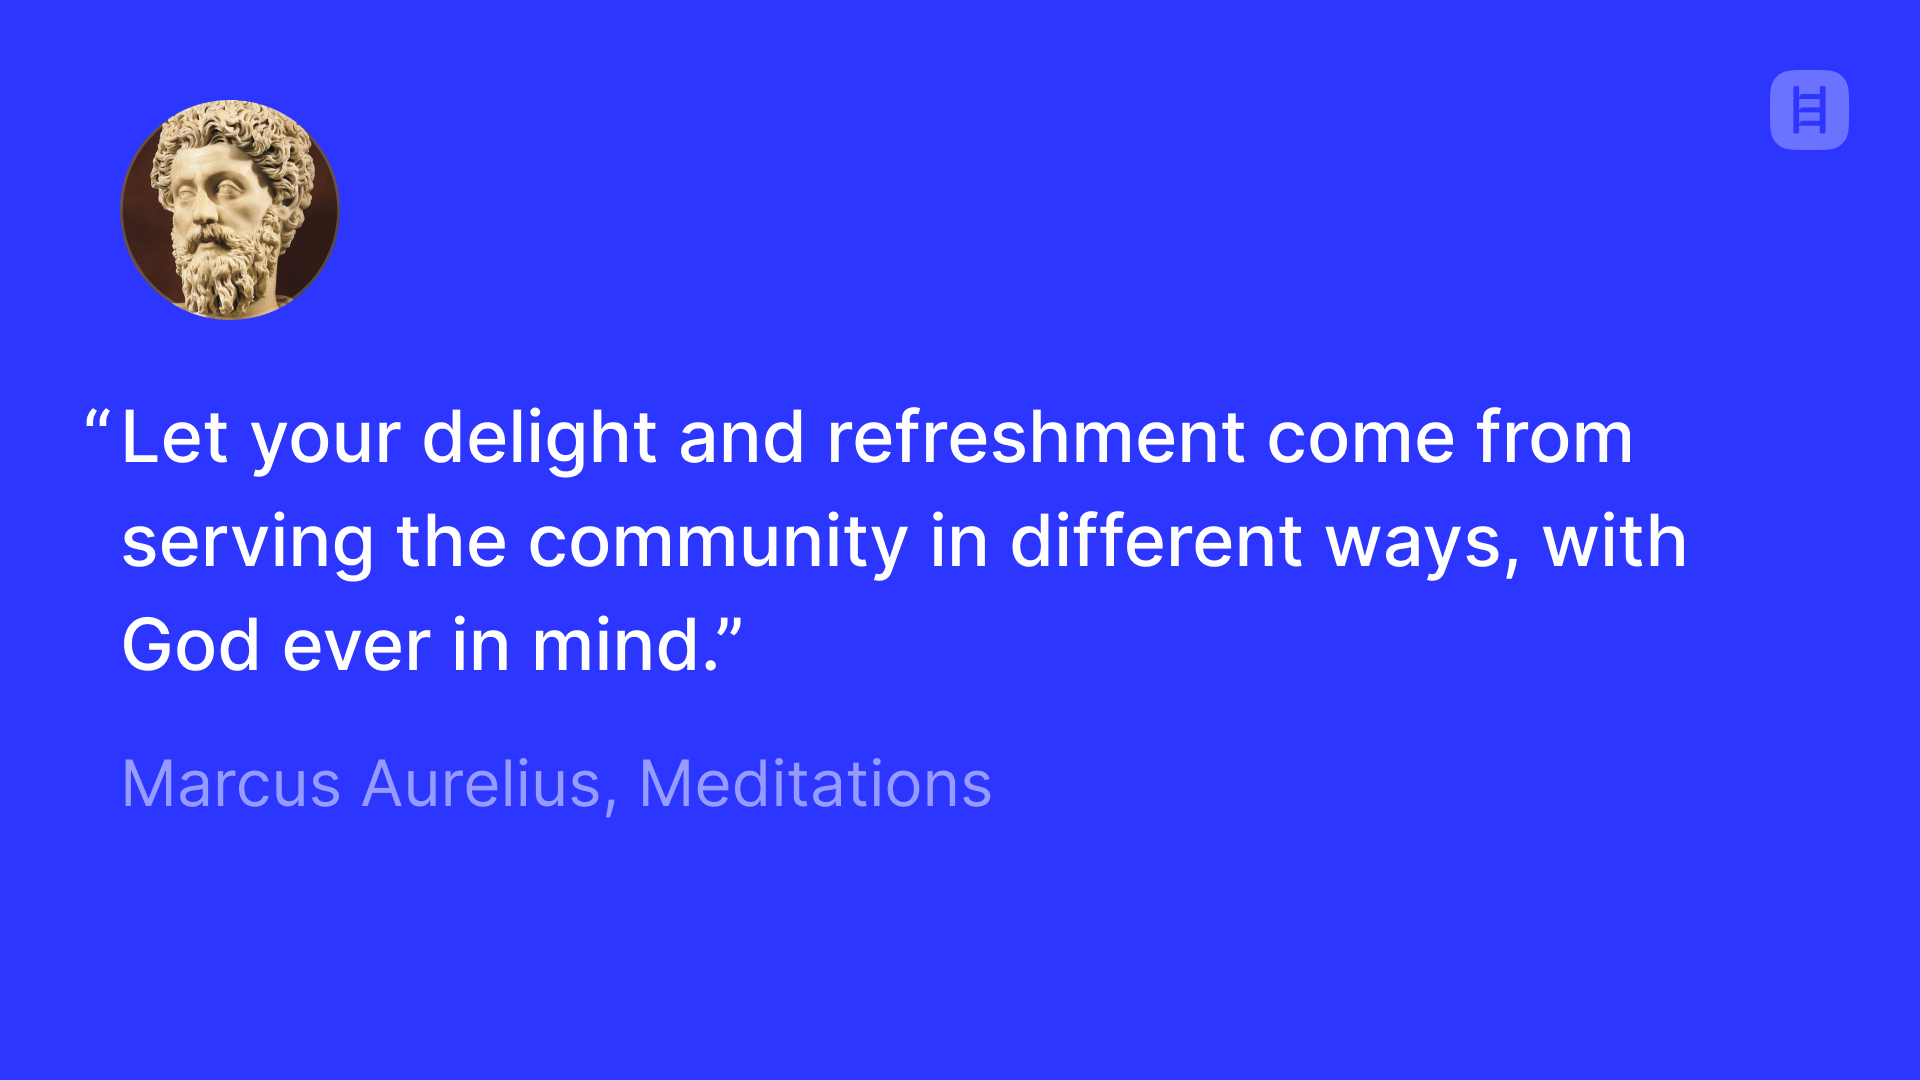 “Let your delight and refreshment come from
serving the community in different ways, with
God ever in mind.”
Marcus Aurelius, Meditations